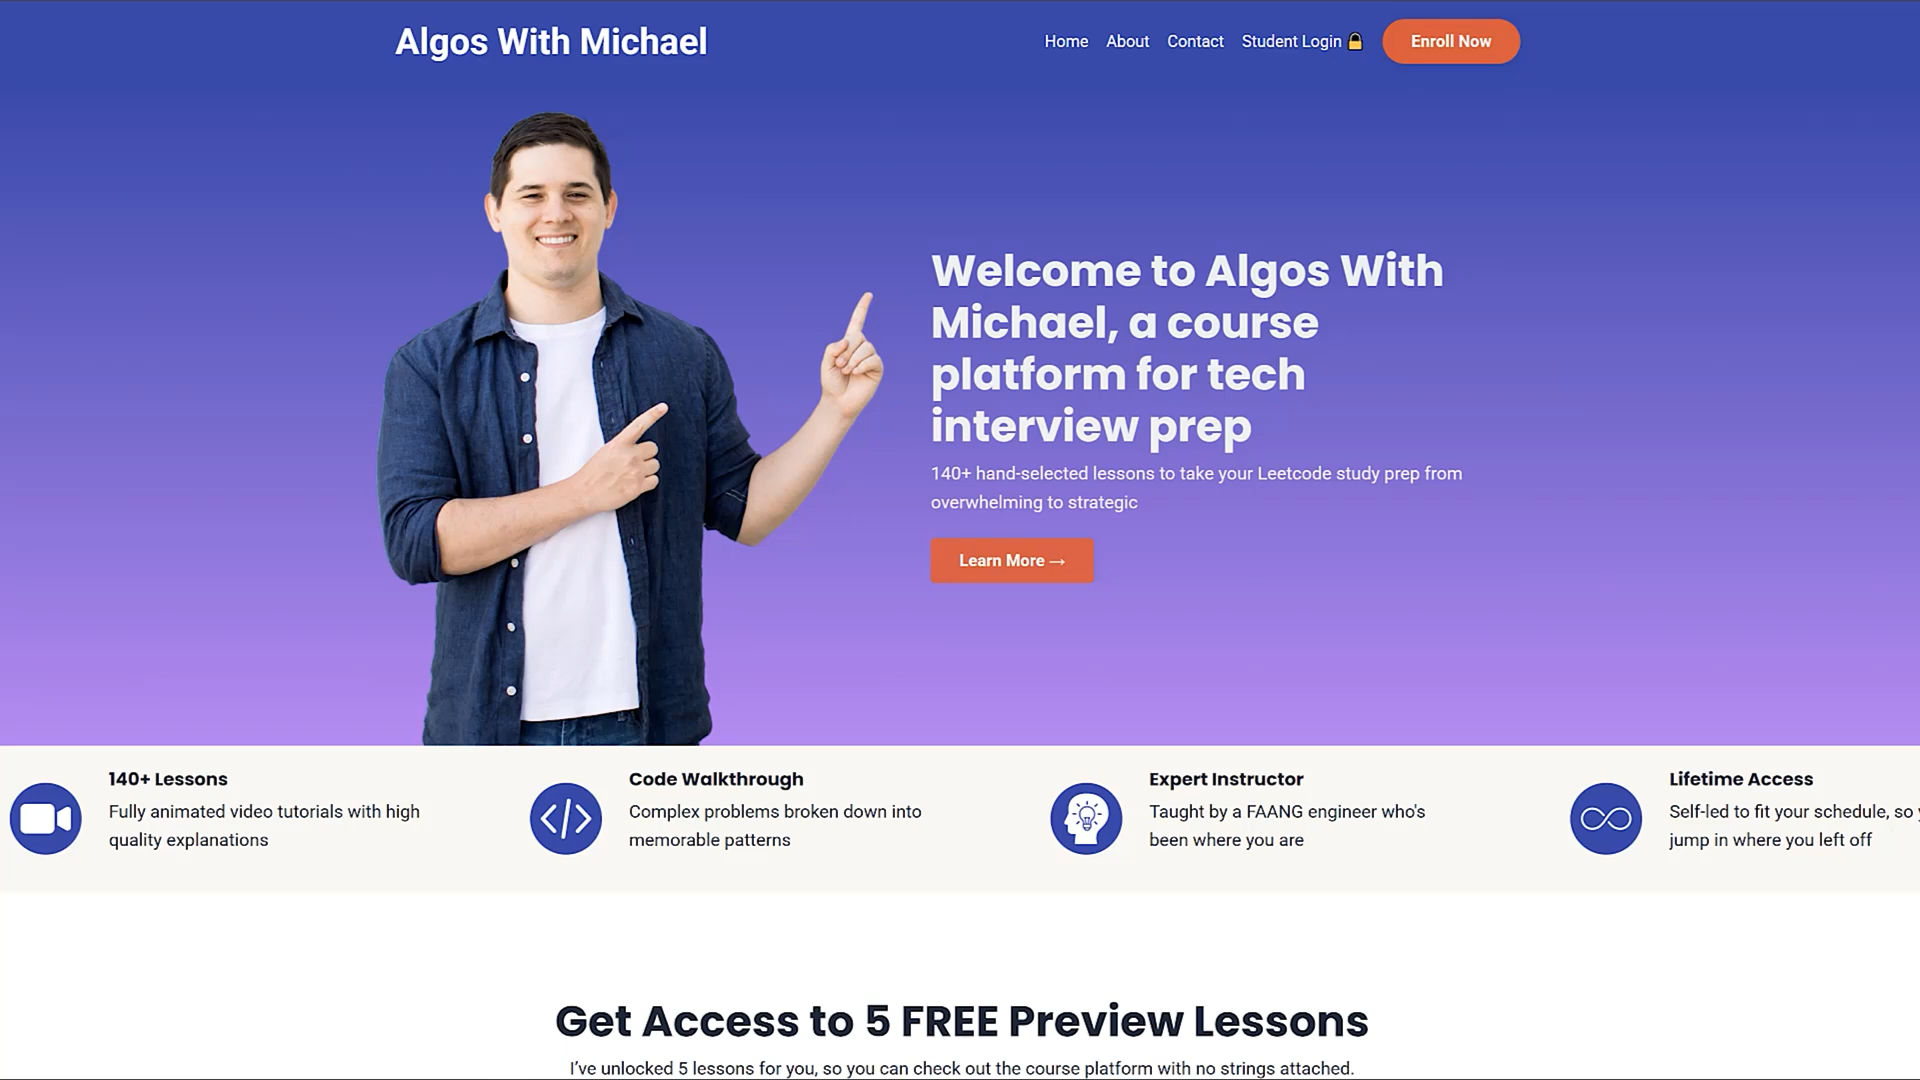 Algos With Michael
Home About Contact Student Login Enroll Now
Welcome to Algos With
Michael, a course
platform for tech
interview prep
140+ hand-selected lessons to take your Leetcode study prep from
overwhelming to strategic
Learn More →
140+ Lessons
Fully animated video tutorials with high
quality explanations
Code Walkthrough
Complex problems broken down into
memorable patterns
Expert Instructor
Taught by a FAANG engineer who's
been where you are
Lifetime Access
Self-led to fit your schedule, so
jump in where you left off
Get Access to 5 FREE Preview Lessons
I've unlocked 5 lessons for you, so you can check out the course platform with no strings attached.